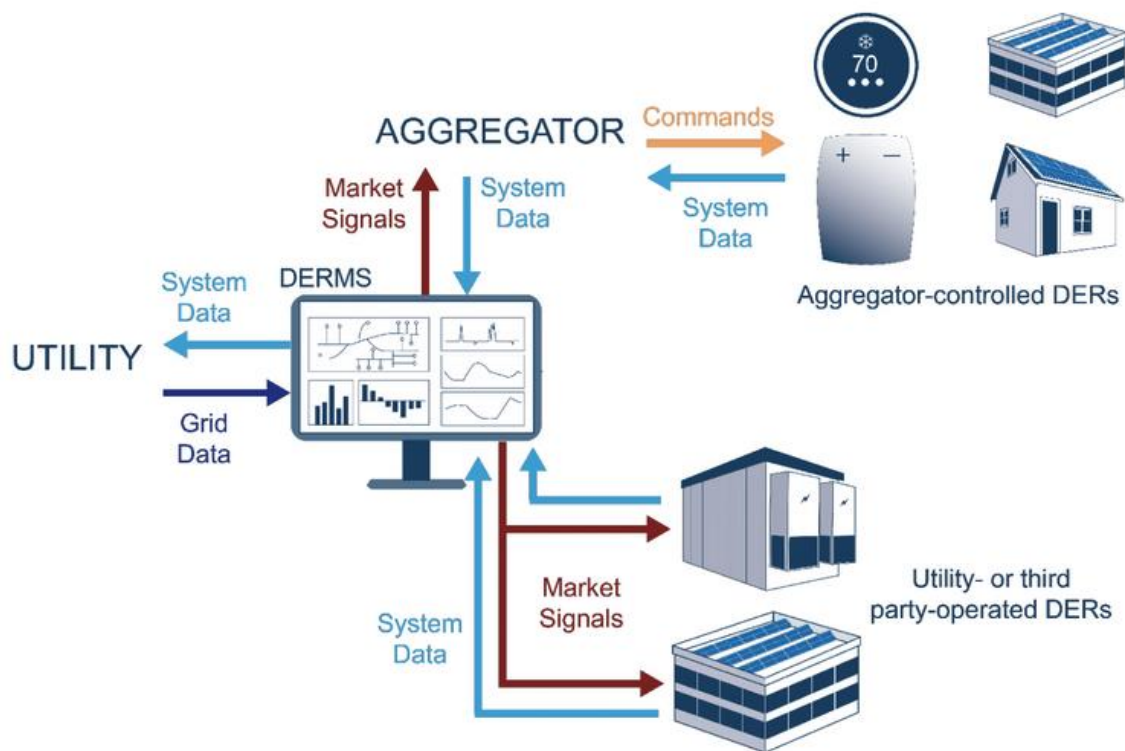 70
AGGREGATOR
Commands
+ −
Market
Signals
System
Data
System
Data
Aggregator-controlled DERs
System
Data
DERMS
UTILITY
Grid
Data
Market
Signals
System
Data
Utility- or third
party-operated DERs